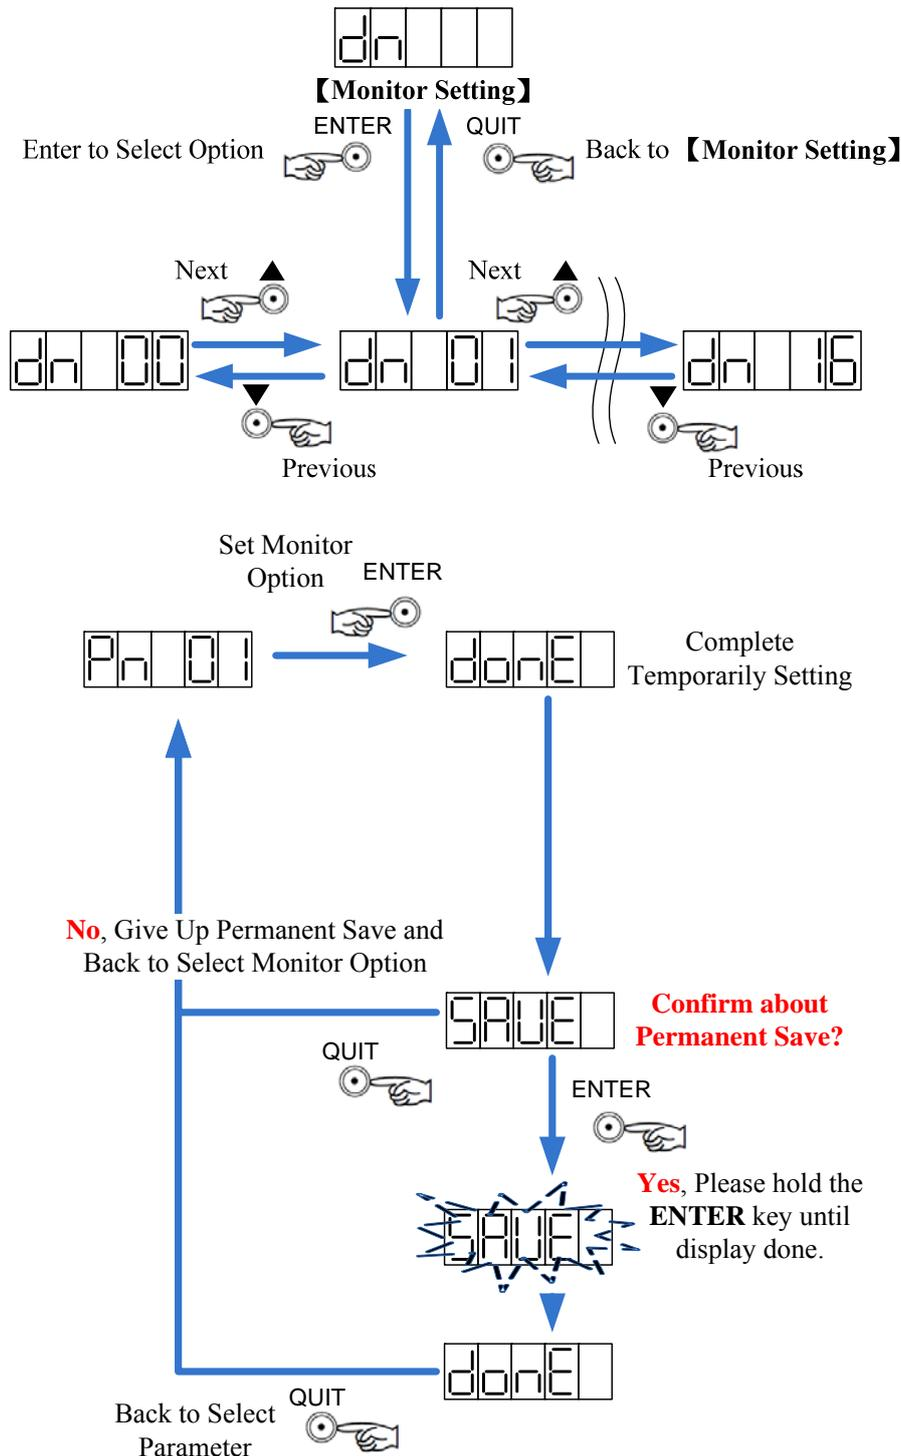 dn
【Monitor Setting】
ENTER
QUIT
Enter to Select Option
Back to 【Monitor Setting】
Next ▲
Next ▲
dn 00
dn 01
dn 16
▼
▼
Previous
Previous
Set Monitor
Option
ENTER
Pn 01
donE
Complete
Temporarily Setting
No, Give Up Permanent Save and
Back to Select Monitor Option
SAVE
Confirm about
Permanent Save?
QUIT
ENTER
Yes, Please hold the
ENTER key until
display done.
SAVE
donE
QUIT
Back to Select
Parameter